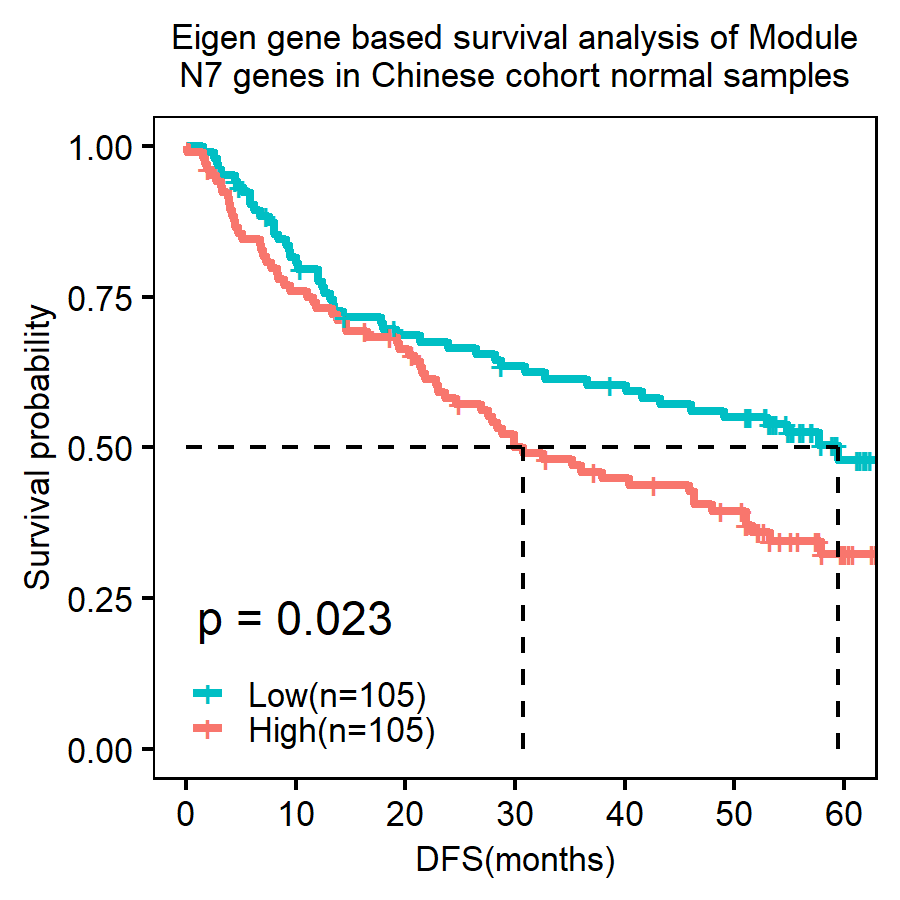 Eigen gene based survival analysis of Module
N7 genes in Chinese cohort normal samples
Survival probability
1.00
0.75
0.50
0.25
0.00
p = 0.023
Low(n=105)
High(n=105)
0 10 20 30 40 50 60
DFS(months)